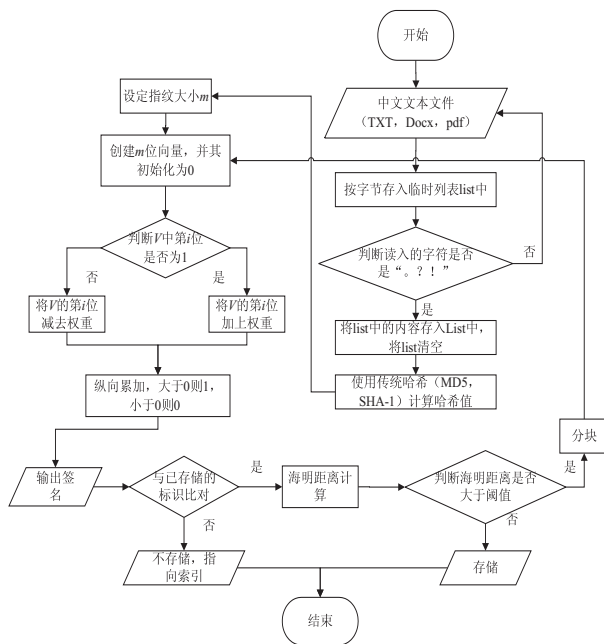 开始
中文文本文件
（TXT，Docx，pdf）
按字节存入临时列表list中
判断读入的字符是否
是“。？！”
否
是
将list中的内容存入List中，
将list清空
使用传统哈希（MD5，
SHA-1）计算哈希值
设定指纹大小m
创建m位向量，并其
初始化为0
判断V中第i位
是否为1
否
是
将V的第i位
减去权重
将V的第i位
加上权重
纵向累加，大于0则1，
小于0则0
输出签
名
与已存储的
标识比对
是
否
海明距离计
算
判断海明距离是否
大于阈值
是
否
分块
不存储，指
向索引
存储
结束